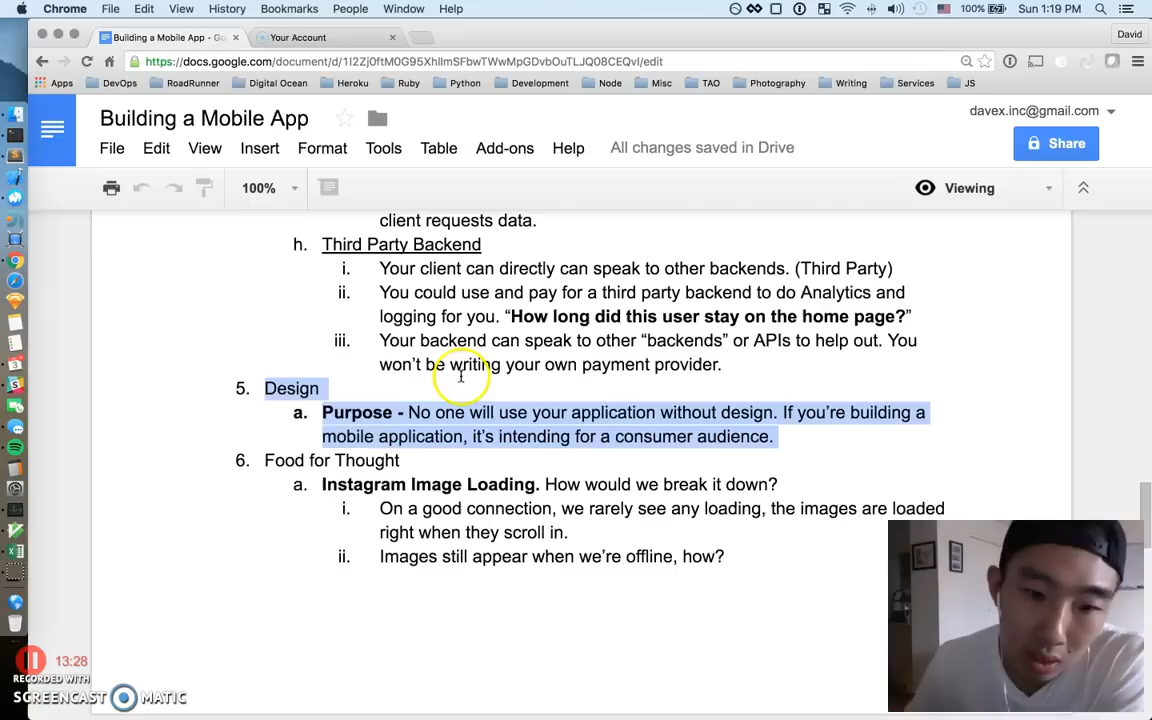 Chrome File Edit View History Bookmarks People Window Help 100% Sun 1:19 PM
Building a Mobile App - Go Your Account David
https://docs.google.com/document/d/1I2Zj0ftM0G95XhIlmSFbwTWwMpGDvbOuTLJQ08CEQvI/edit
Apps DevOps RoadRunner Digital Ocean Heroku Ruby Python Development Node Misc TAO Photography Writing Services JS
davex.inc@gmail.com
Building a Mobile App
File Edit View Insert Format Tools Table Add-ons Help All changes saved in Drive Share
100% Viewing
client requests data.
h. Third Party Backend
i. Your client can directly can speak to other backends. (Third Party)
ii. You could use and pay for a third party backend to do Analytics and
logging for you. “How long did this user stay on the home page?”
iii. Your backend can speak to other “backends” or APIs to help out. You
won’t be writing your own payment provider.
5. Design
a. Purpose - No one will use your application without design. If you’re building a
mobile application, it’s intending for a consumer audience.
6. Food for Thought
a. Instagram Image Loading. How would we break it down?
i. On a good connection, we rarely see any loading, the images are loaded
right when they scroll in.
ii. Images still appear when we’re offline, how?
13:28
RECORDED WITH
SCREENCAST MATIC